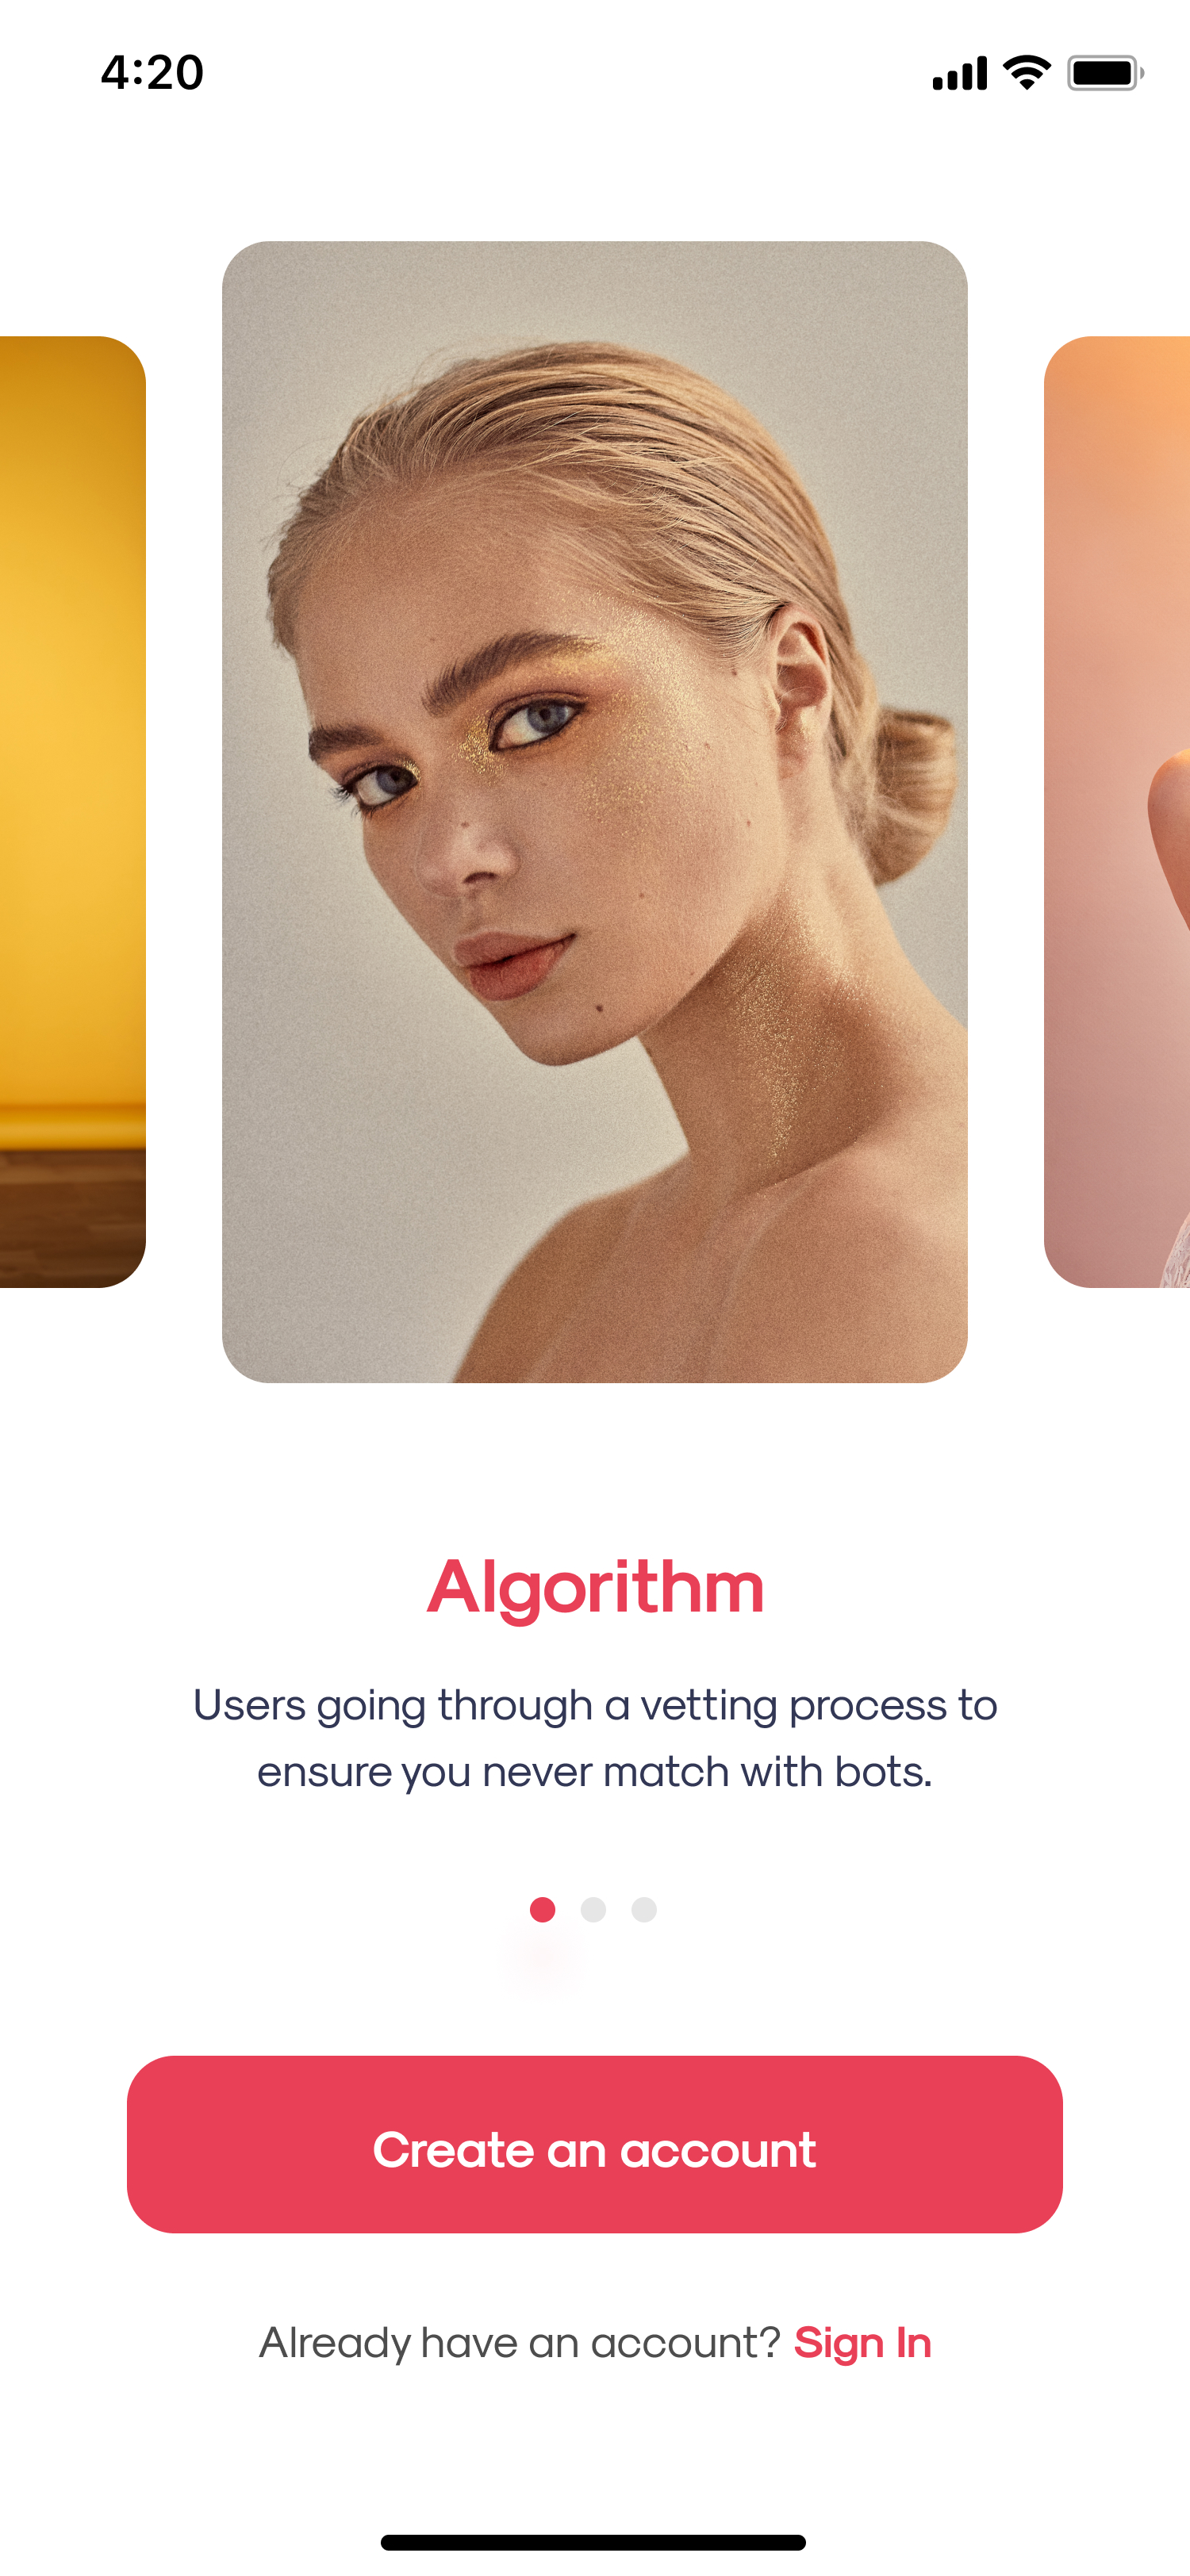 4:20
Algorithm
Users going through a vetting process to
ensure you never match with bots.
Create an account
Already have an account? Sign In